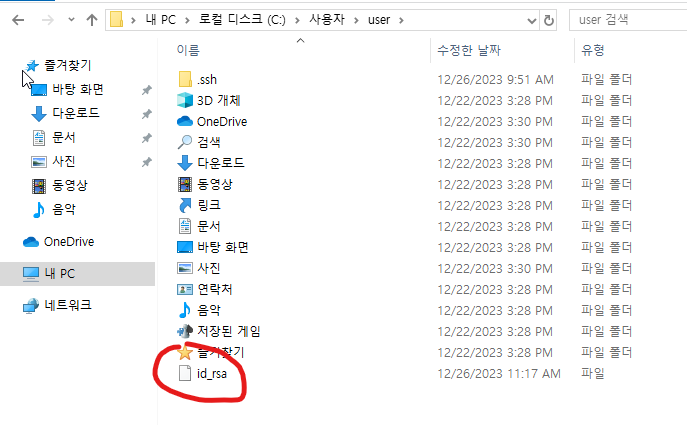 내 PC > 로컬 디스크 (C:) > 사용자 > user
user 검색
즐겨찾기
바탕 화면
다운로드
문서
사진
동영상
음악
OneDrive
내 PC
네트워크
이름 수정한 날짜 유형
.ssh 12/26/2023 9:51 AM 파일 폴더
3D 개체 12/22/2023 3:28 PM 파일 폴더
OneDrive 12/22/2023 3:30 PM 파일 폴더
검색 12/22/2023 3:30 PM 파일 폴더
다운로드 12/22/2023 3:28 PM 파일 폴더
동영상 12/22/2023 3:28 PM 파일 폴더
링크 12/22/2023 3:28 PM 파일 폴더
문서 12/22/2023 3:28 PM 파일 폴더
바탕 화면 12/22/2023 3:28 PM 파일 폴더
사진 12/22/2023 3:30 PM 파일 폴더
연락처 12/22/2023 3:28 PM 파일 폴더
음악 12/22/2023 3:28 PM 파일 폴더
저장된 게임 12/22/2023 3:28 PM 파일 폴더
즐겨찾기 12/22/2023 3:28 PM 파일 폴더
id_rsa 12/26/2023 11:17 AM 파일